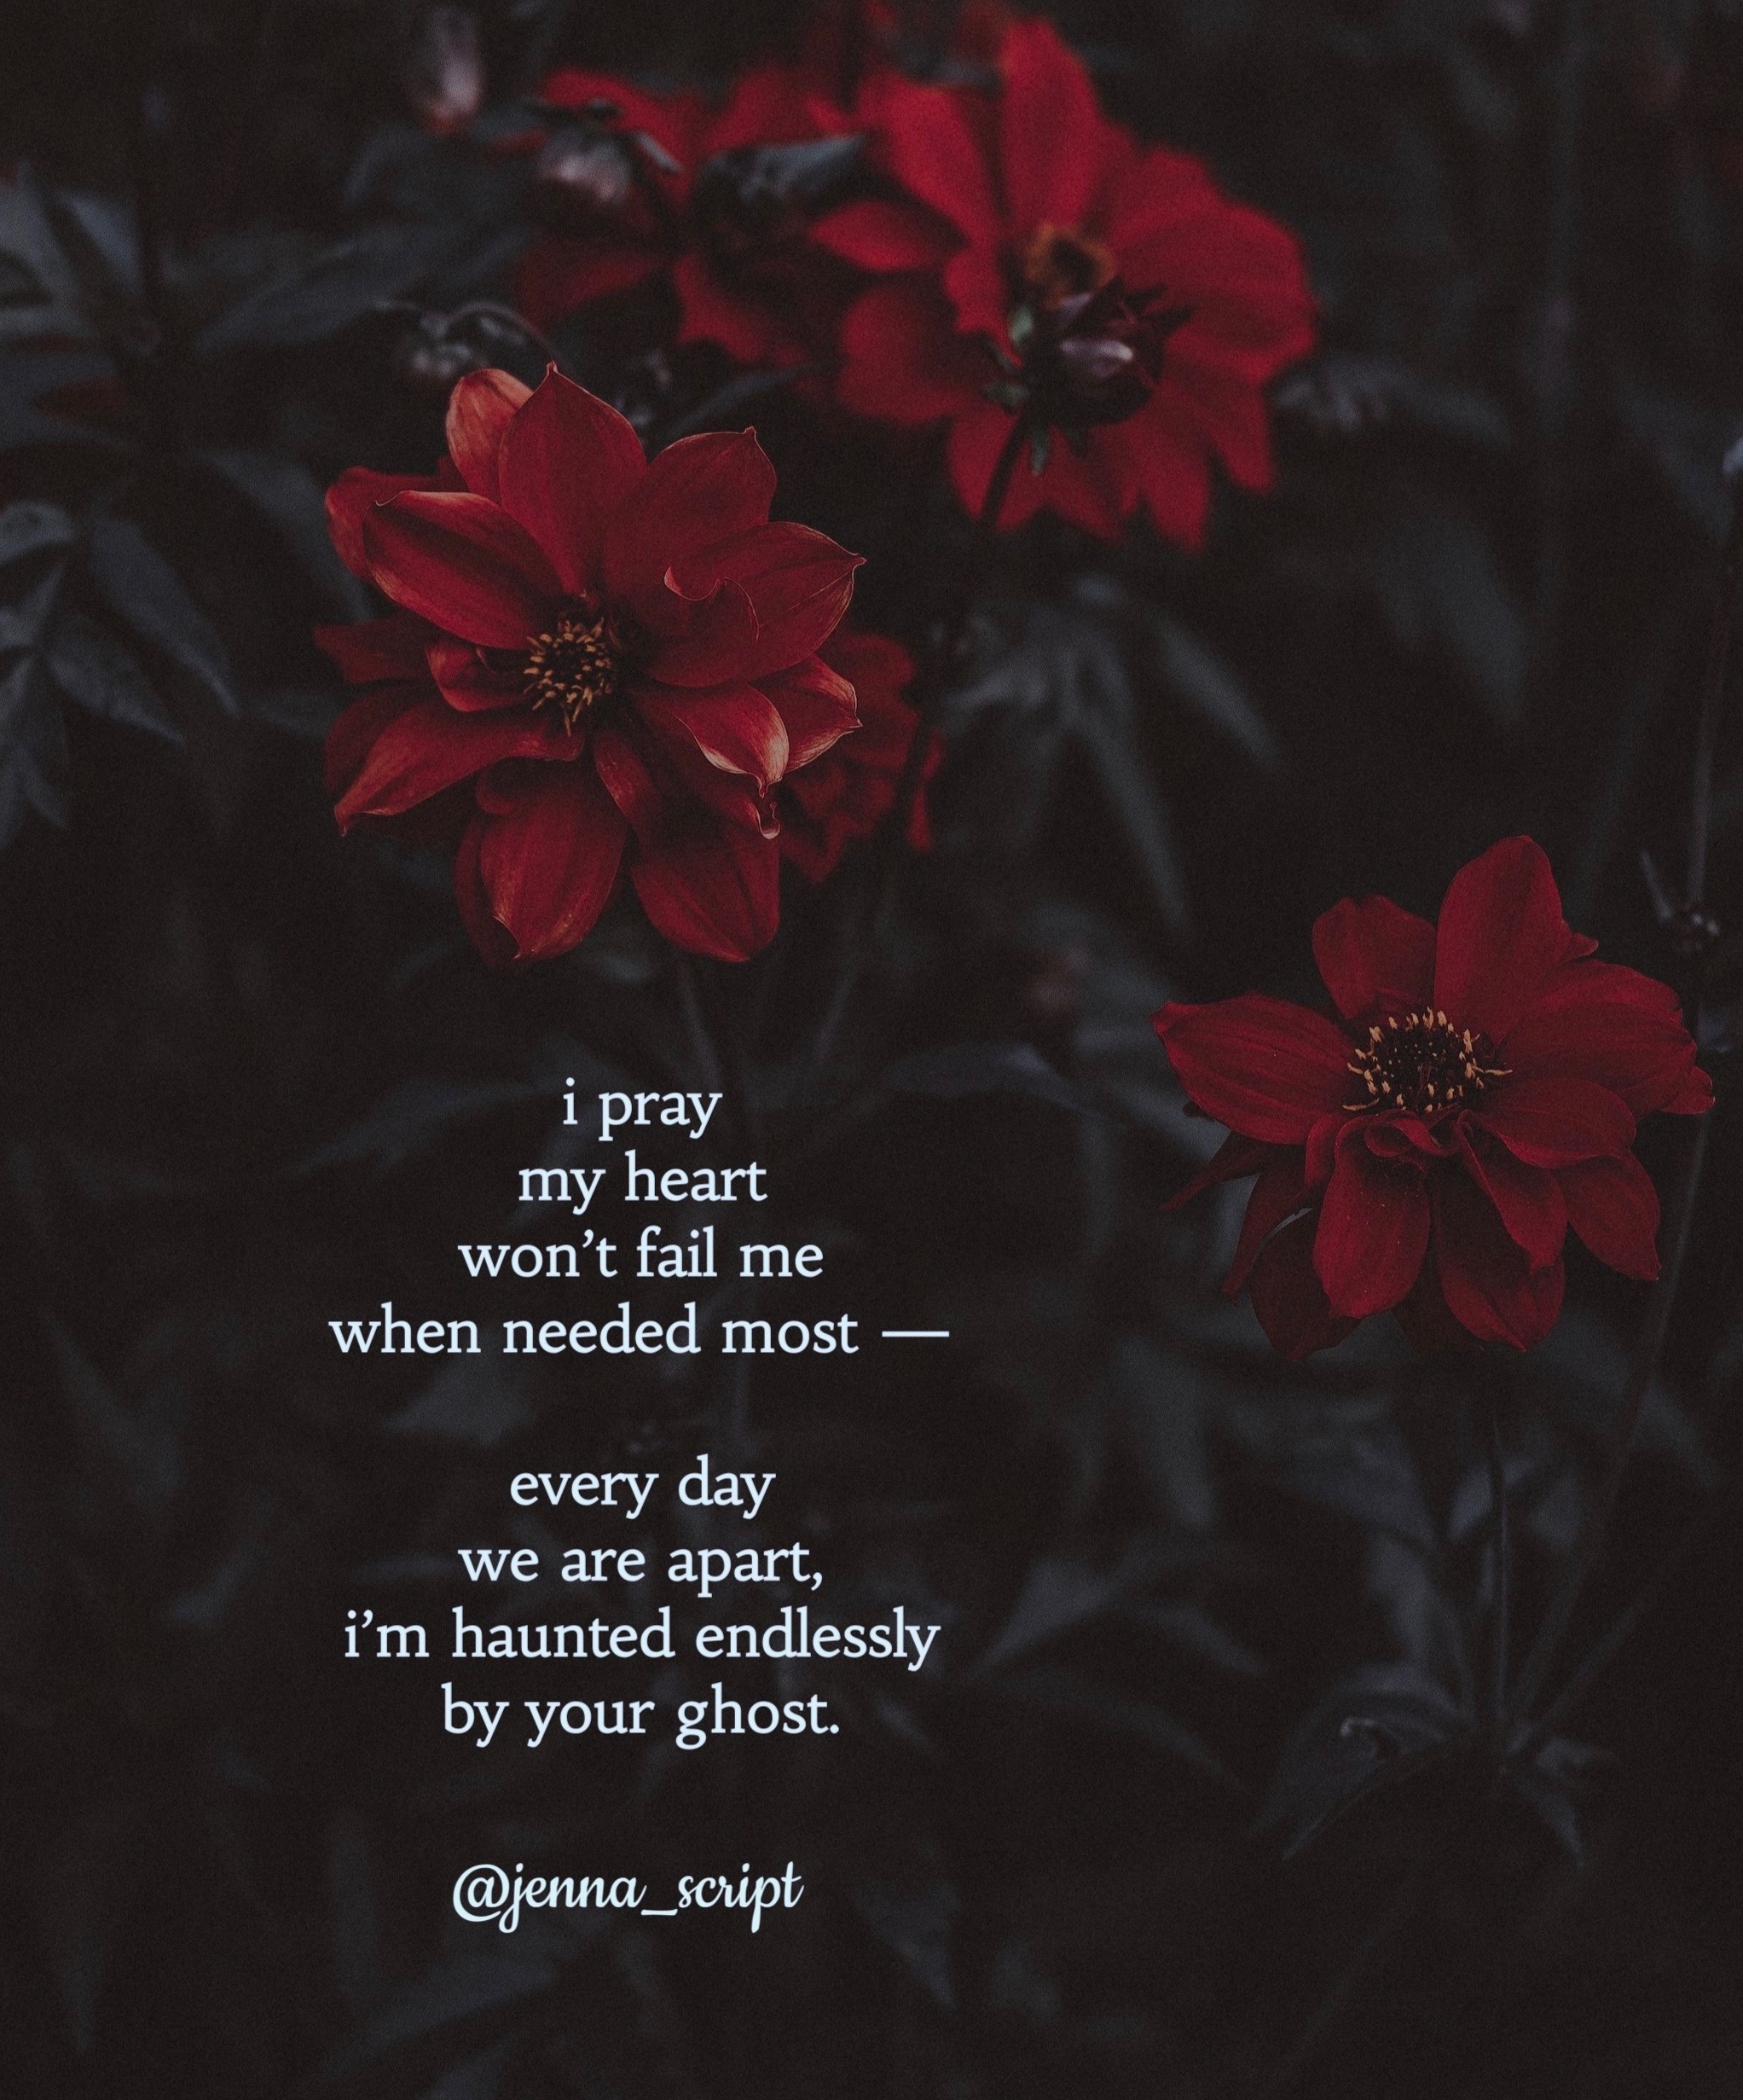 i pray
my heart
won’t fail me
when needed most —
every day
we are apart,
i’m haunted endlessly
by your ghost.
@jenna_script